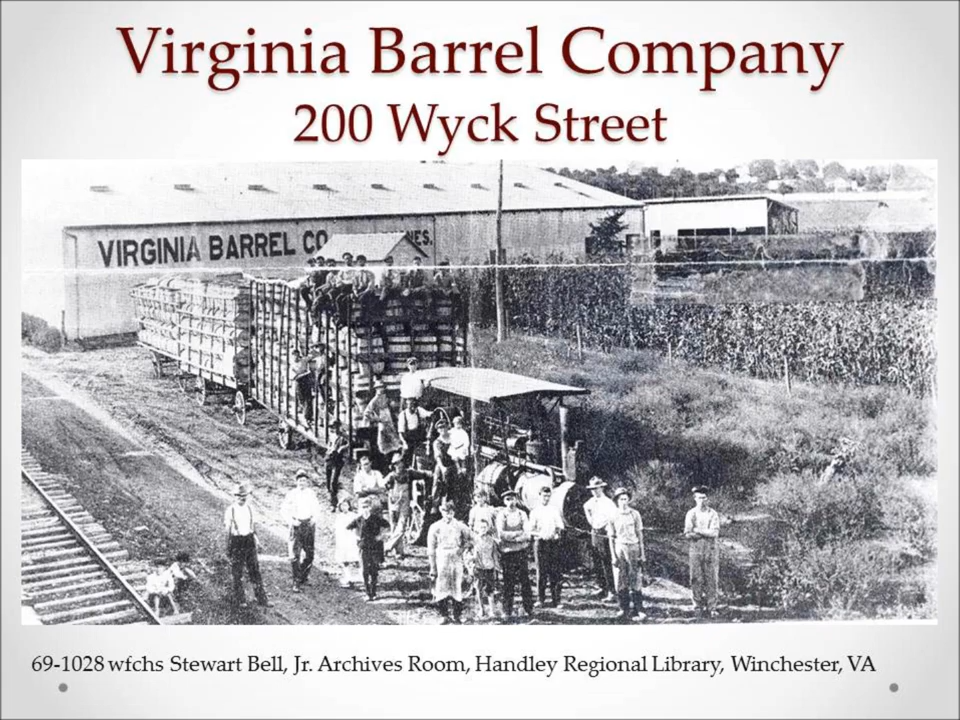 Virginia Barrel Company
200 Wyck Street
VIRGINIA BARREL CO
NES.
69-1028 wfchs Stewart Bell, Jr. Archives Room, Handley Regional Library, Winchester, VA